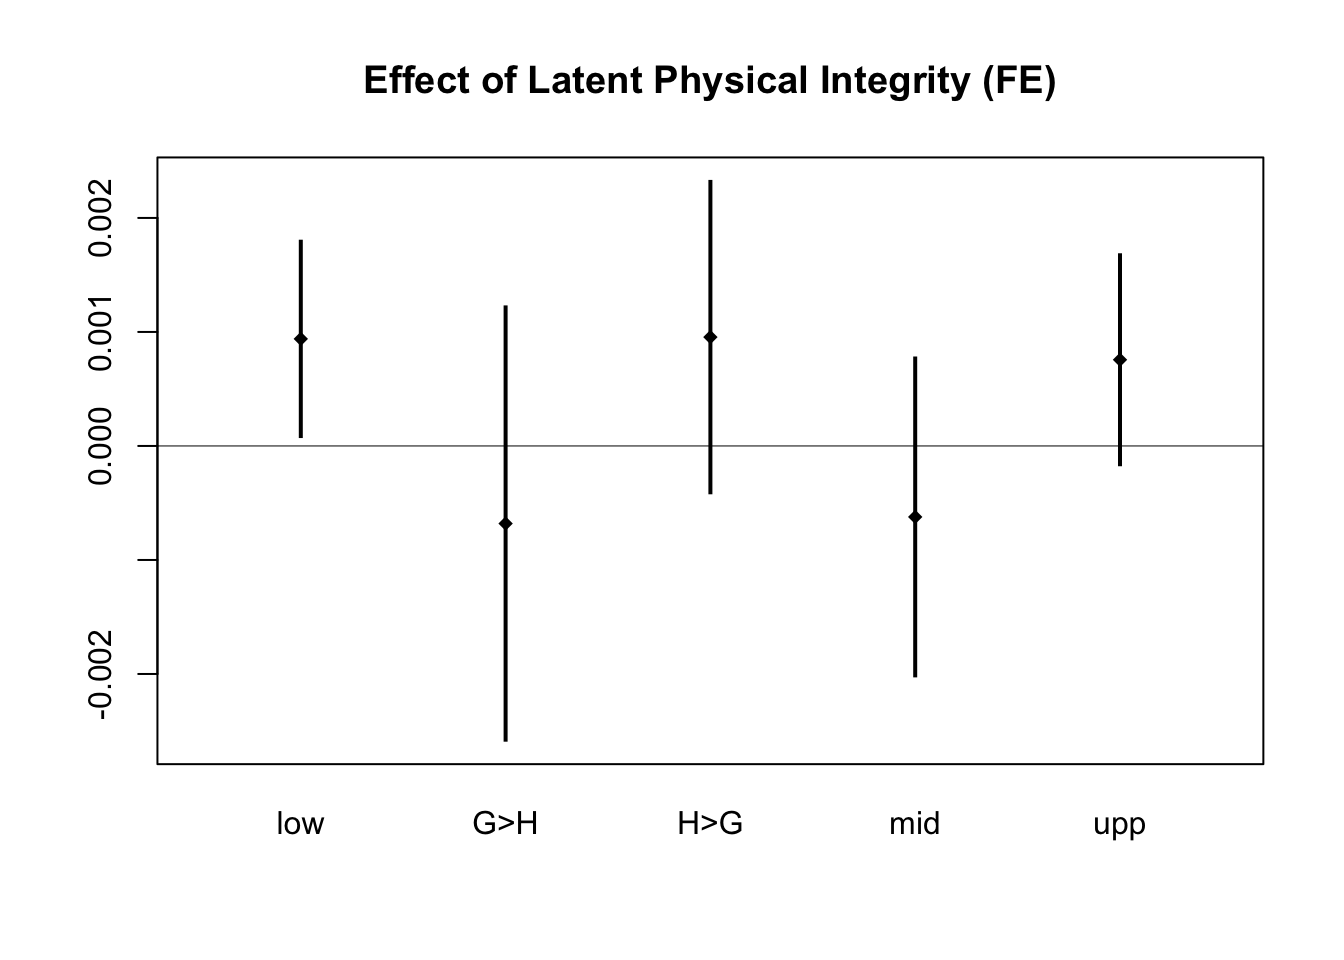 Effect of Latent Physical Integrity (FE)
0.002
0.001
0.000
-0.002
low G>H H>G mid upp